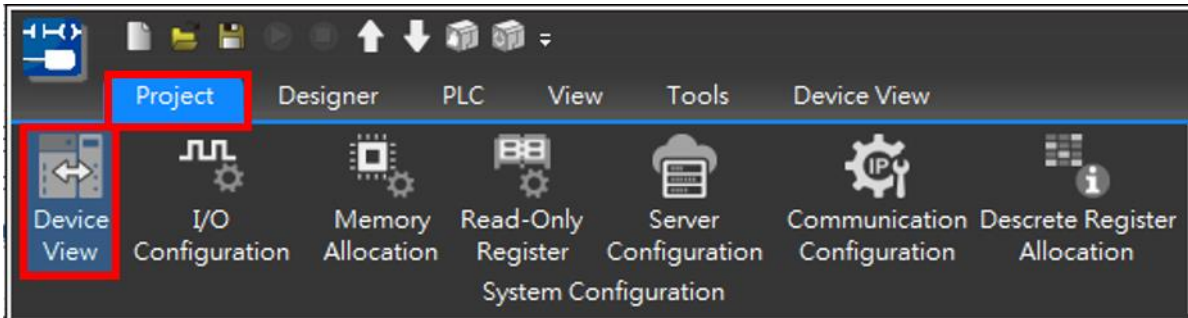 Project Designer PLC View Tools Device View
Device I/O Memory Read-Only Server Communication Descrete Register
View Configuration Allocation Register Configuration Configuration Allocation
System Configuration